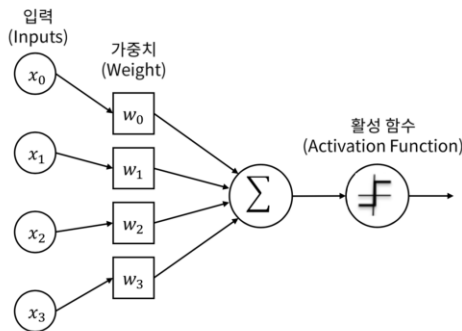 입력
(Inputs)
가중치
(Weight)
활성 함수
(Activation Function)
x₀
w₀
x₁
w₁
∑
x₂
w₂
x₃
w₃